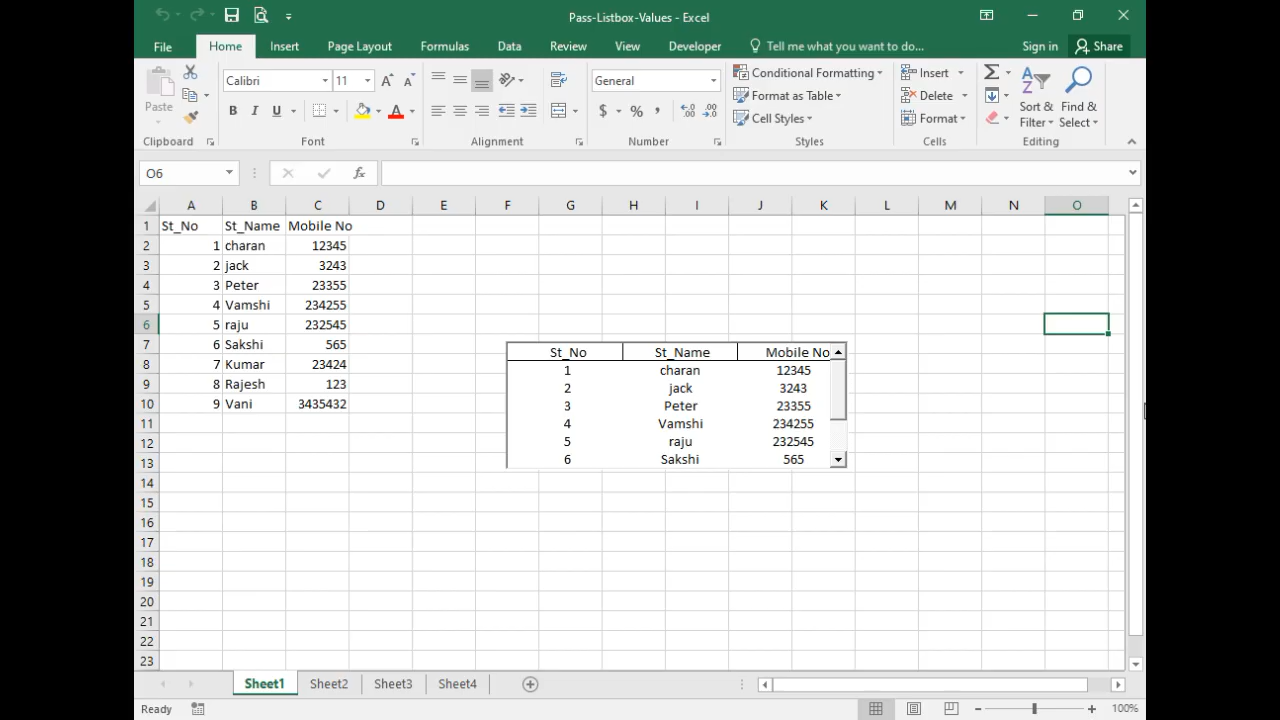 Pass-Listbox-Values - Excel
File Home Insert Page Layout Formulas Data Review View Developer Tell me what you want to do... Sign in Share
Calibri 11 General Conditional Formatting Insert
Paste B I U $ % , Format as Table Delete Sort & Find &
Cell Styles Format Filter Select
Clipboard Font Alignment Number Styles Cells Editing
O6 fx
A B C D E F G H I J K L M N O
1 St_No St_Name Mobile No
2 1 charan 12345
3 2 jack 3243
4 3 Peter 23355
5 4 Vamshi 234255
6 5 raju 232545
7 6 Sakshi 565
8 7 Kumar 23424
9 8 Rajesh 123
10 9 Vani 3435432
11
12
13
14
15
16
17
18
19
20
21
22
23
St_No St_Name Mobile No
1 charan 12345
2 jack 3243
3 Peter 23355
4 Vamshi 234255
5 raju 232545
6 Sakshi 565
Sheet1 Sheet2 Sheet3 Sheet4
Ready 100%